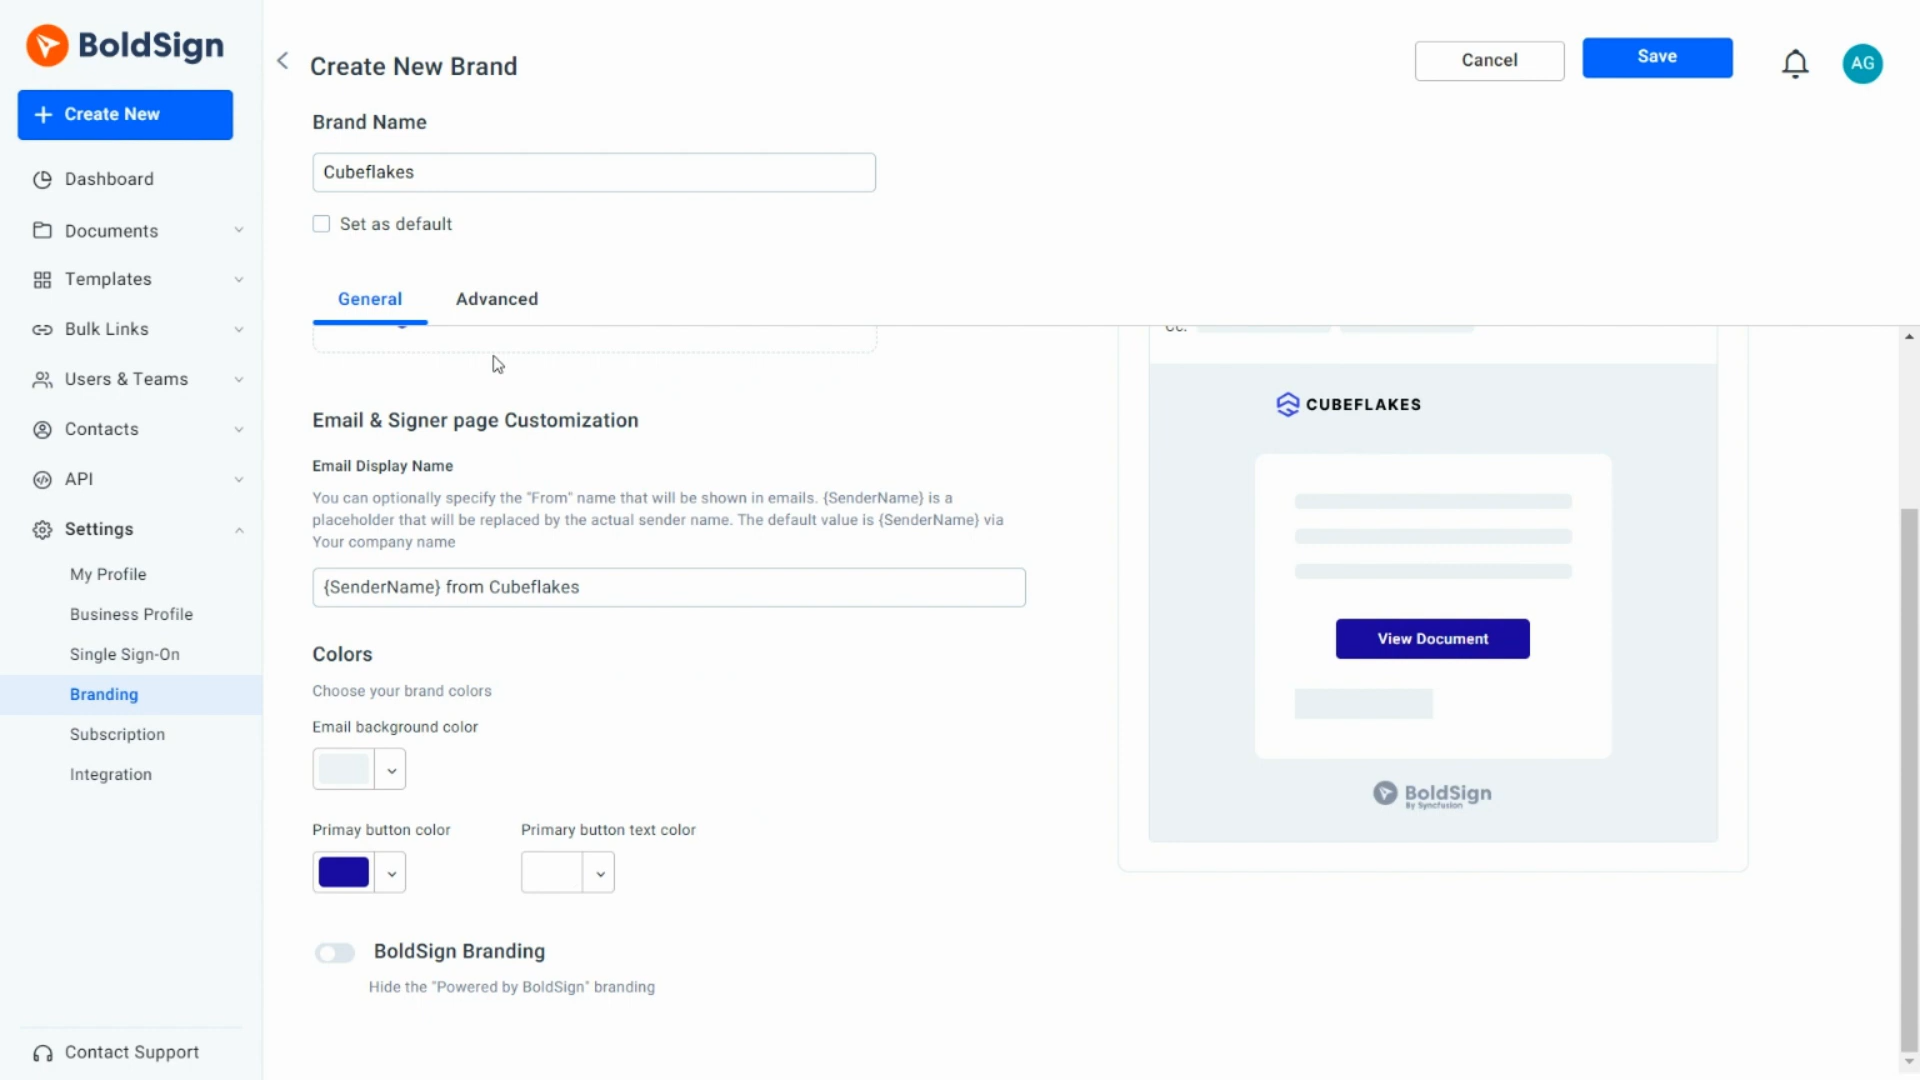 BoldSign
Create New
Dashboard
Documents
Templates
Bulk Links
Users & Teams
Contacts
API
Settings
My Profile
Business Profile
Single Sign-On
Branding
Subscription
Integration
Contact Support
Create New Brand
Cancel
Save
AG
Brand Name
Cubeflakes
Set as default
General
Advanced
Email & Signer page Customization
Email Display Name
You can optionally specify the "From" name that will be shown in emails. {SenderName} is a
placeholder that will be replaced by the actual sender name. The default value is {SenderName} via
Your company name
{SenderName} from Cubeflakes
Colors
Choose your brand colors
Email background color
Primay button color
Primary button text color
BoldSign Branding
Hide the "Powered by BoldSign" branding
Cc:
CUBEFLAKES
View Document
BoldSign
By Syncfusion